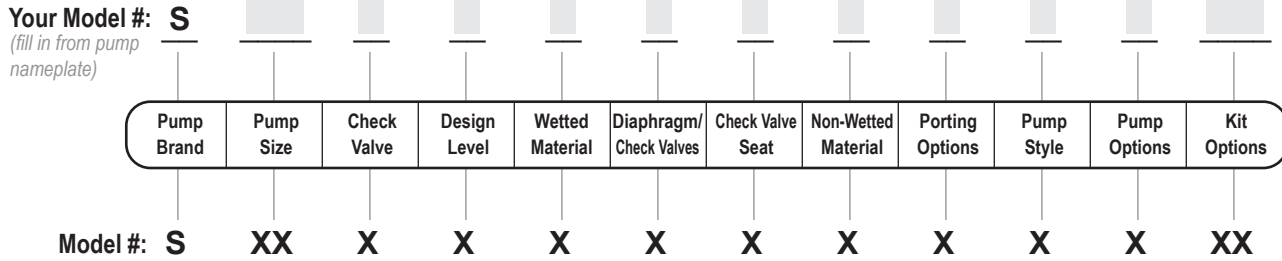 Your Model #: S
(fill in from pump
nameplate)
Pump Brand
Pump Size
Check Valve
Design Level
Wetted Material
Diaphragm/ Check Valves
Check Valve Seat
Non-Wetted Material
Porting Options
Pump Style
Pump Options
Kit Options
Model #: S XX X X X X X X X X X XX